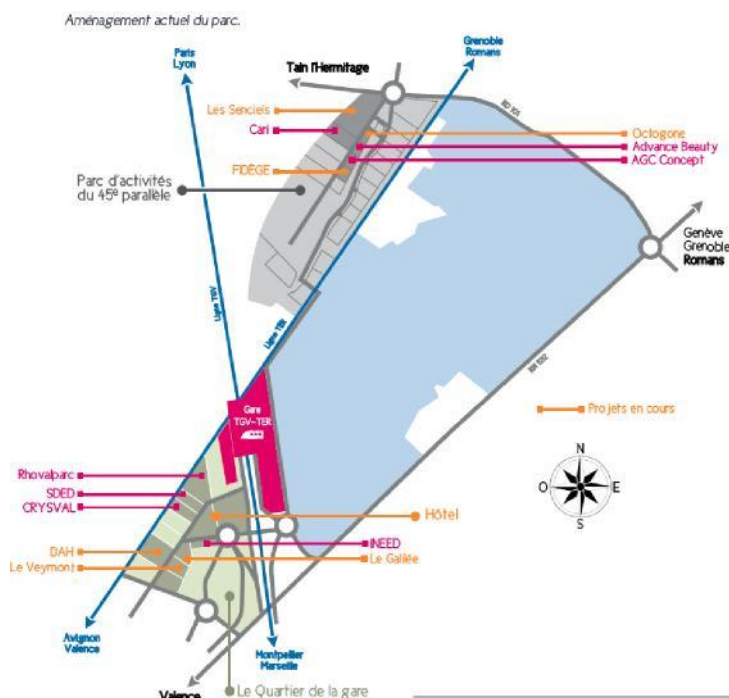 Aménagement actuel du parc.
Paris
Lyon
Grenoble
Romans
Tain l'Hermitage
Les Senciels
Cari
FIDÈGE
Parc d'activités
du 45e parallèle
RD 101
Octogone
Advance Beauty
AGC Concept
Genève
Grenoble
Romans
Ligne TGV
Ligne TER
RN 532
Gare
TGV-TER
Projets en cours
N
O
E
S
Rhovalparc
SDED
CRYSVAL
Hôtel
INEED
DAH
Le Veymont
Le Galilée
Avignon
Valence
Montpellier
Marseille
Valence
Le Quartier de la gare